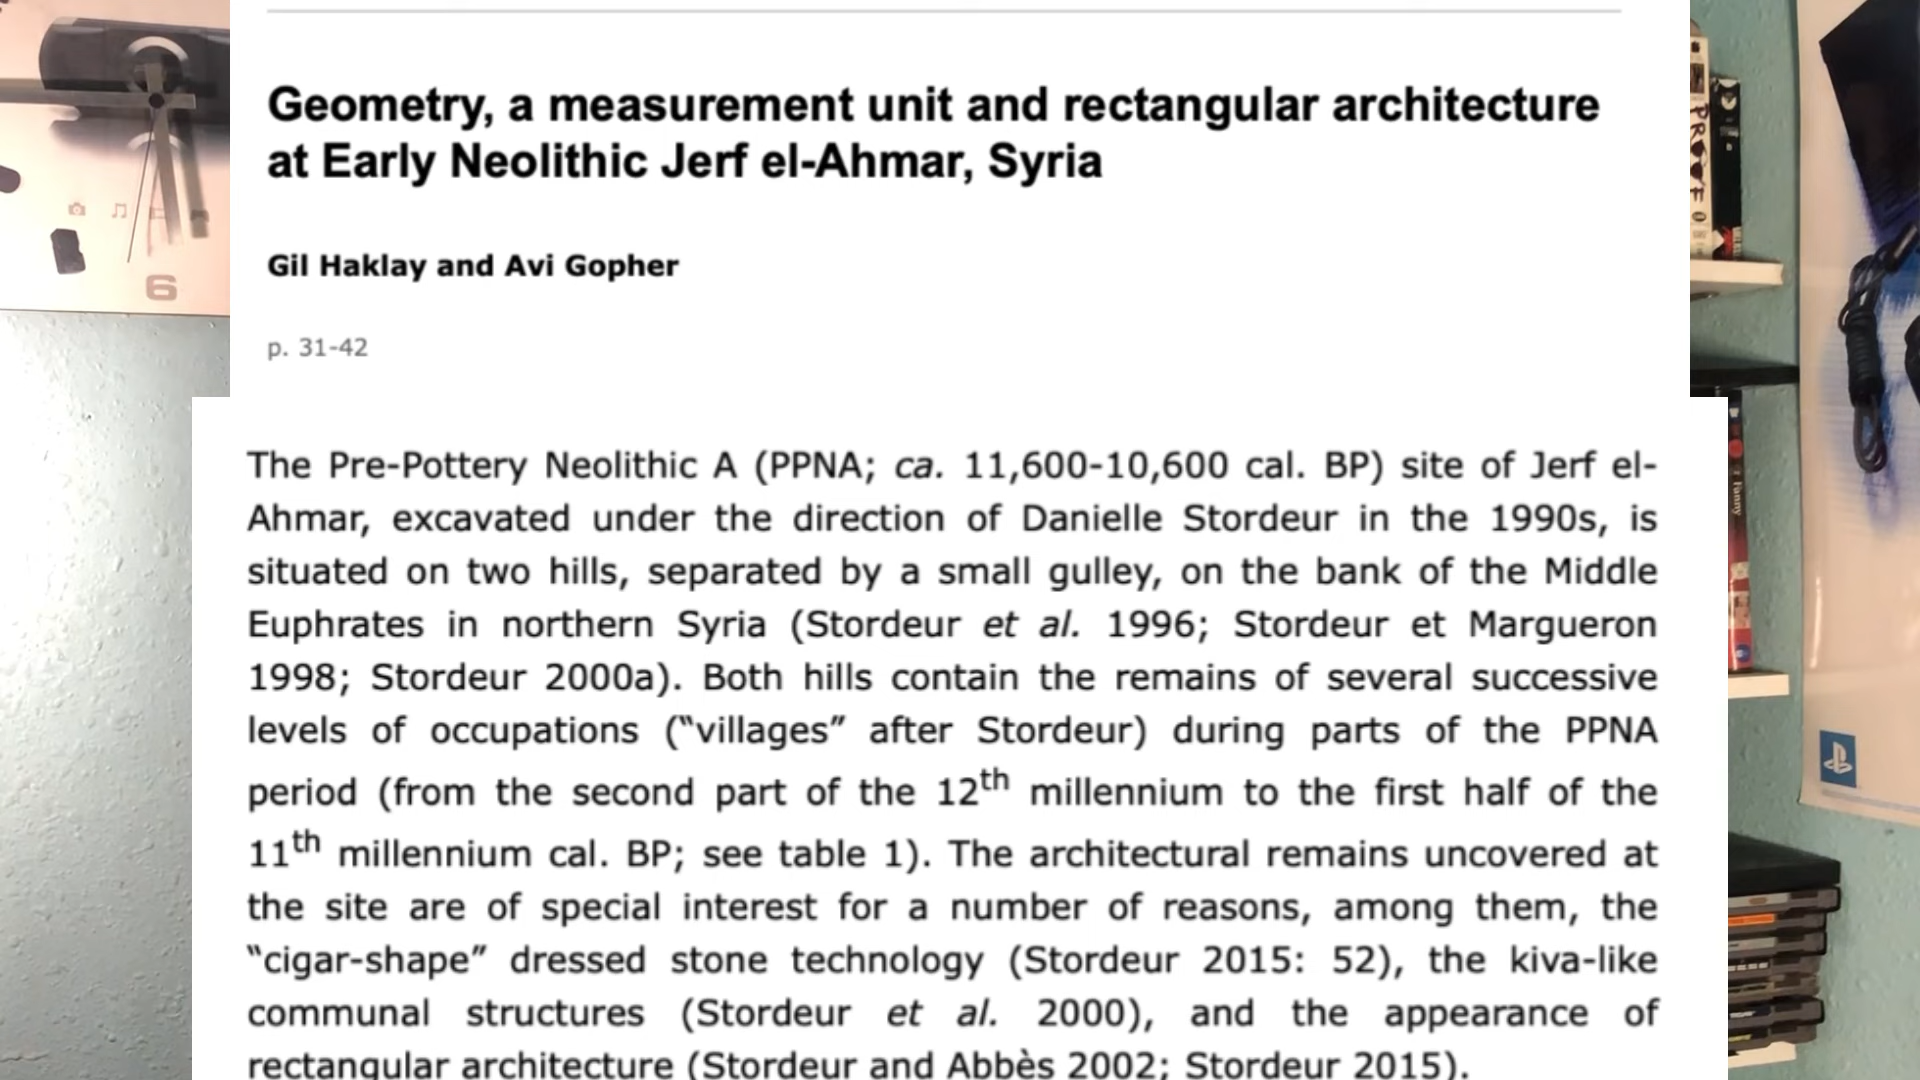 Geometry, a measurement unit and rectangular architecture
at Early Neolithic Jerf el-Ahmar, Syria
Gil Haklay and Avi Gopher
p. 31-42
The Pre-Pottery Neolithic A (PPNA; ca. 11,600-10,600 cal. BP) site of Jerf el-
Ahmar, excavated under the direction of Danielle Stordeur in the 1990s, is
situated on two hills, separated by a small gulley, on the bank of the Middle
Euphrates in northern Syria (Stordeur et al. 1996; Stordeur et Margueron
1998; Stordeur 2000a). Both hills contain the remains of several successive
levels of occupations (“villages” after Stordeur) during parts of the PPNA
period (from the second part of the 12th millennium to the first half of the
11th millennium cal. BP; see table 1). The architectural remains uncovered at
the site are of special interest for a number of reasons, among them, the
“cigar-shape” dressed stone technology (Stordeur 2015: 52), the kiva-like
communal structures (Stordeur et al. 2000), and the appearance of
rectangular architecture (Stordeur and Abbès 2002; Stordeur 2015).
6
PROOF
Funny